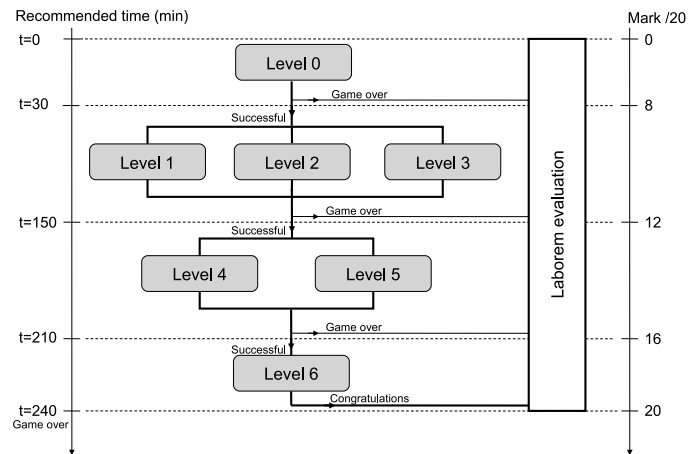 Recommended time (min)
Mark /20
t=0
0
Level 0
Game over
t=30
8
Successful
Level 1
Level 2
Level 3
Game over
t=150
12
Successful
Level 4
Level 5
Laborem evaluation
Game over
t=210
16
Successful
Level 6
Congratulations
t=240
20
Game over